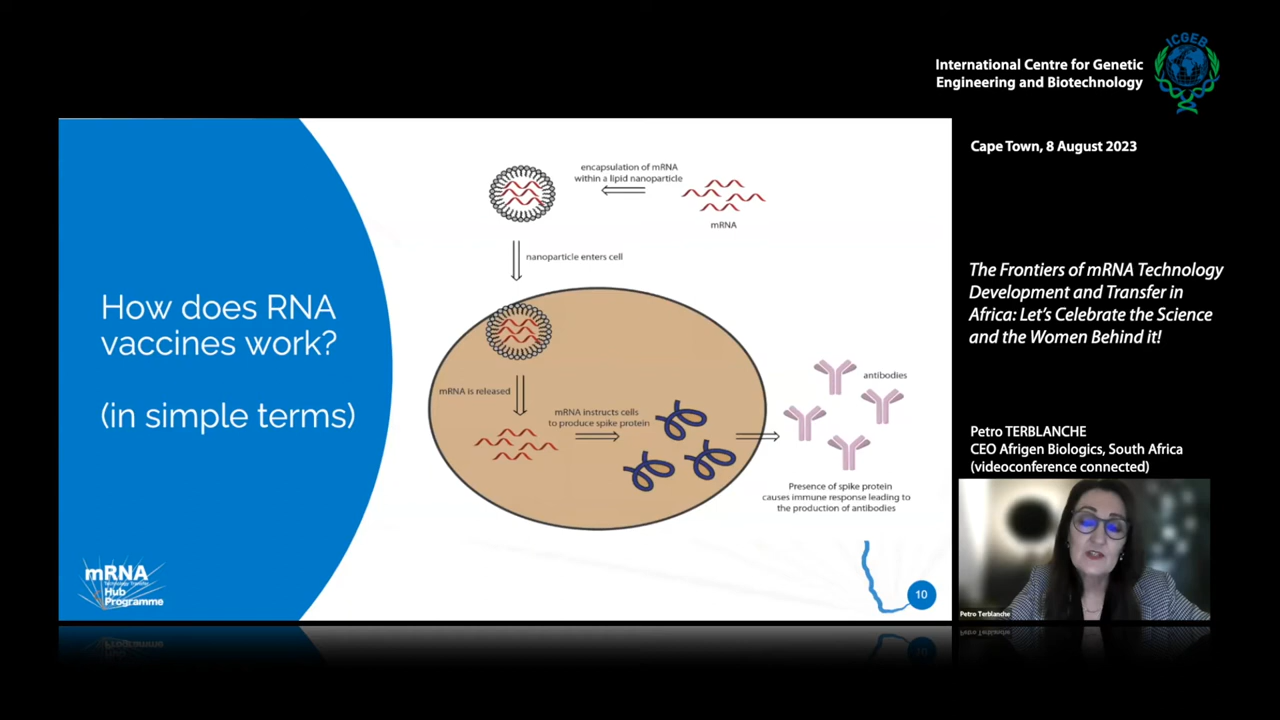 ICGEB
International Centre for Genetic
Engineering and Biotechnology
Cape Town, 8 August 2023
The Frontiers of mRNA Technology
Development and Transfer in
Africa: Let's Celebrate the Science
and the Women Behind it!
Petro TERBLANCHE
CEO Afrigen Biologics, South Africa
(videoconference connected)
Petro Terblanche
How does RNA
vaccines work?
(in simple terms)
encapsulation of mRNA
within a lipid nanoparticle
mRNA
nanoparticle enters cell
mRNA is released
mRNA instructs cells
to produce spike protein
antibodies
Presence of spike protein
causes immune response leading to
the production of antibodies
mRNA
Technology Transfer
Hub
Programme
10